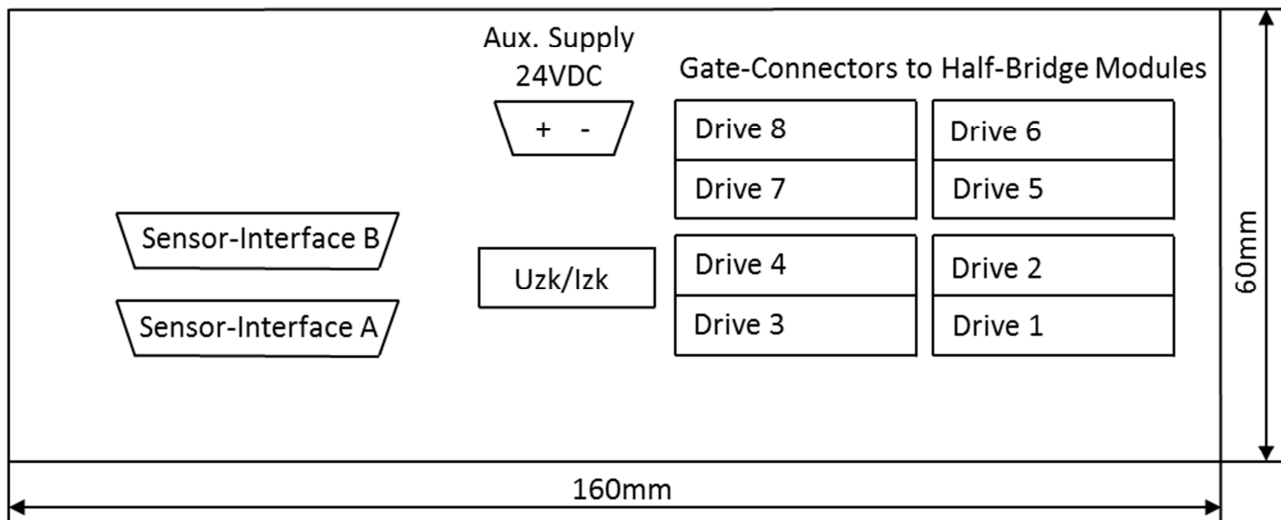 Aux. Supply
24VDC
+ -
Gate-Connectors to Half-Bridge Modules
Drive 8
Drive 6
Drive 7
Drive 5
Sensor-Interface B
Uzk/Izk
Drive 4
Drive 2
Sensor-Interface A
Drive 3
Drive 1
60mm
160mm